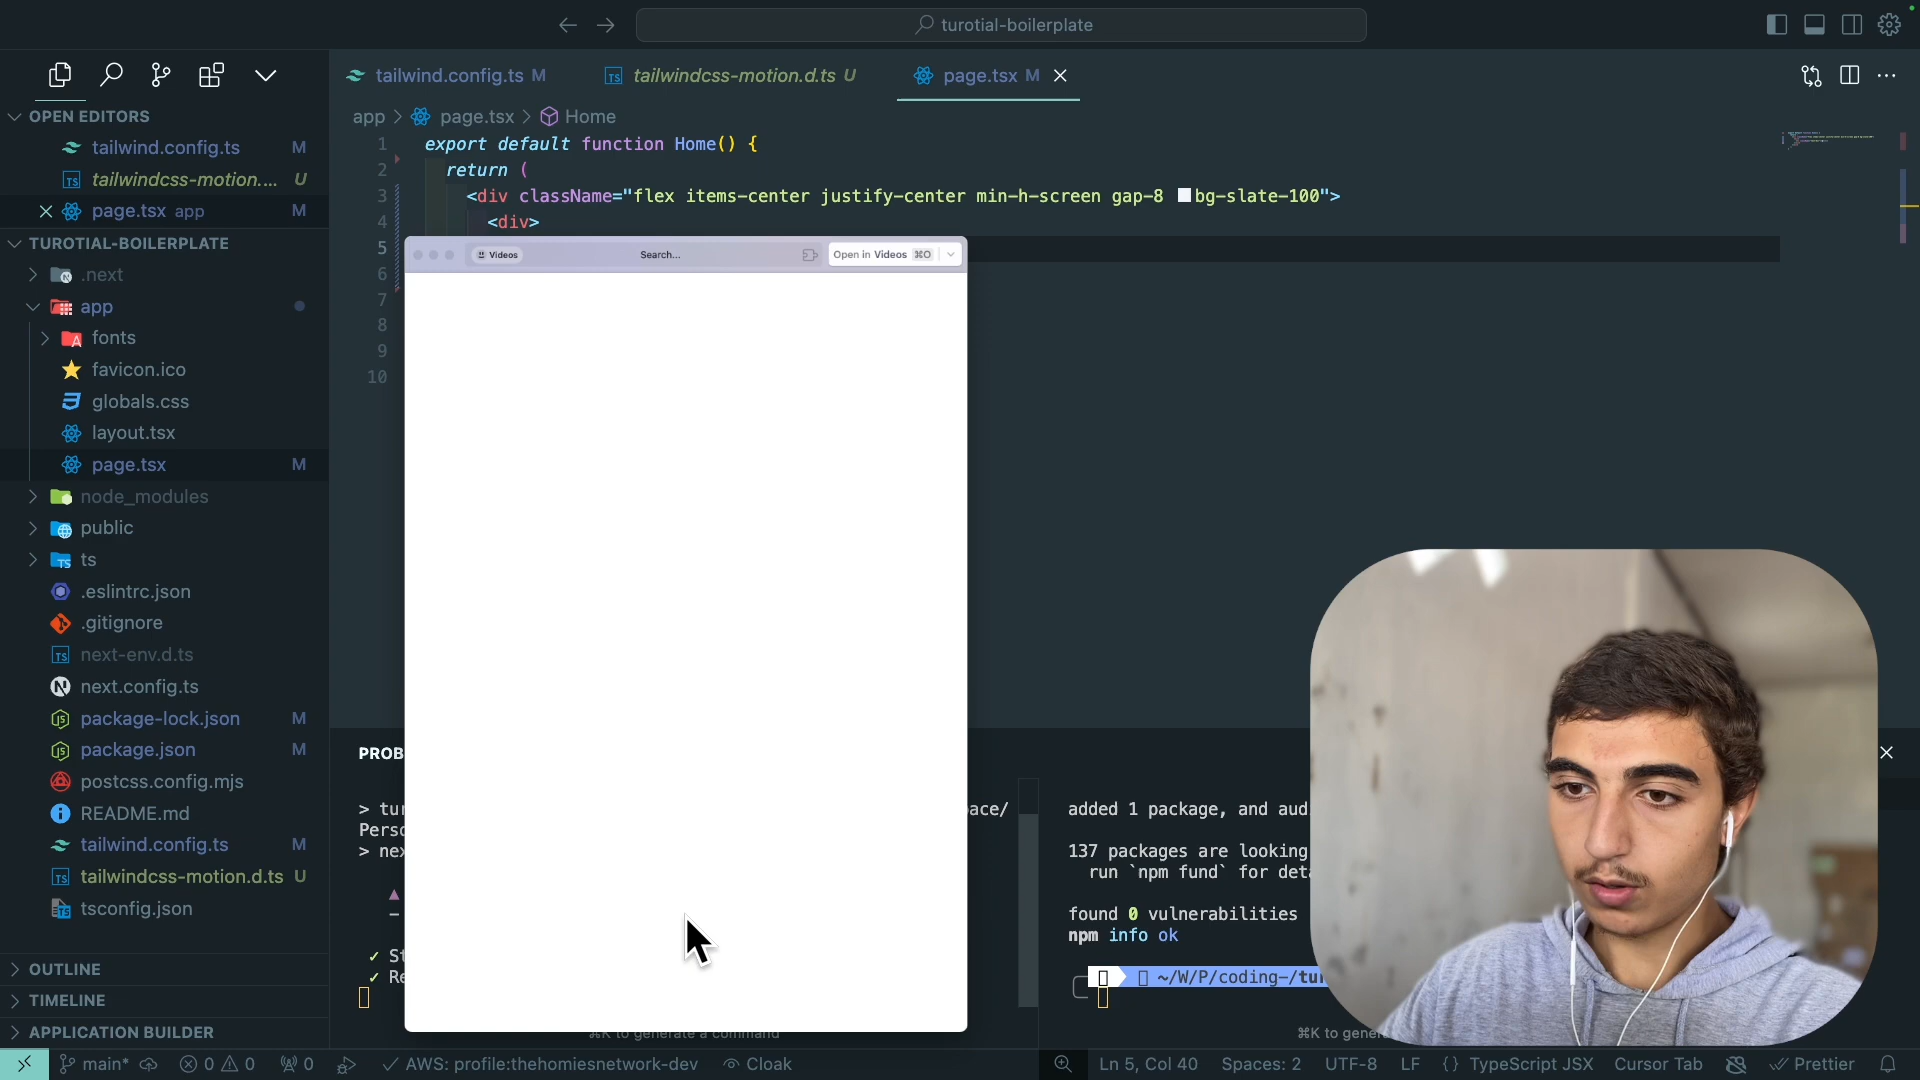 turotial-boilerplate
tailwind.config.ts M
tailwindcss-motion.d.ts U
page.tsx M
OPEN EDITORS
tailwind.config.ts M
tailwindcss-motion.... U
page.tsx app M
TUROTIAL-BOILERPLATE
.next
app
fonts
favicon.ico
globals.css
layout.tsx
page.tsx M
node_modules
public
ts
.eslintrc.json
.gitignore
next-env.d.ts
next.config.ts
package-lock.json M
package.json M
postcss.config.mjs
README.md
tailwind.config.ts M
tailwindcss-motion.d.ts U
tsconfig.json
OUTLINE
TIMELINE
APPLICATION BUILDER
app > page.tsx > Home
1 export default function Home() {
2 return (
3 <div className="flex items-center justify-center min-h-screen gap-8 bg-slate-100">
4 <div>
5
6
7
8
9
10
Videos
Search...
Open in Videos ⌘O
PROB
> tur
ace/
Perso
> nex
✓ St
✓ Re
⌘K to generate a command
added 1 package, and aud
137 packages are looking
run `npm fund` for deta
found 0 vulnerabilities
npm info ok
~/W/P/coding-/tur
⌘K to gener
main* 0 0 0 AWS: profile:thehomiesnetwork-dev Cloak
Ln 5, Col 40 Spaces: 2 UTF-8 LF {} TypeScript JSX Cursor Tab Prettier